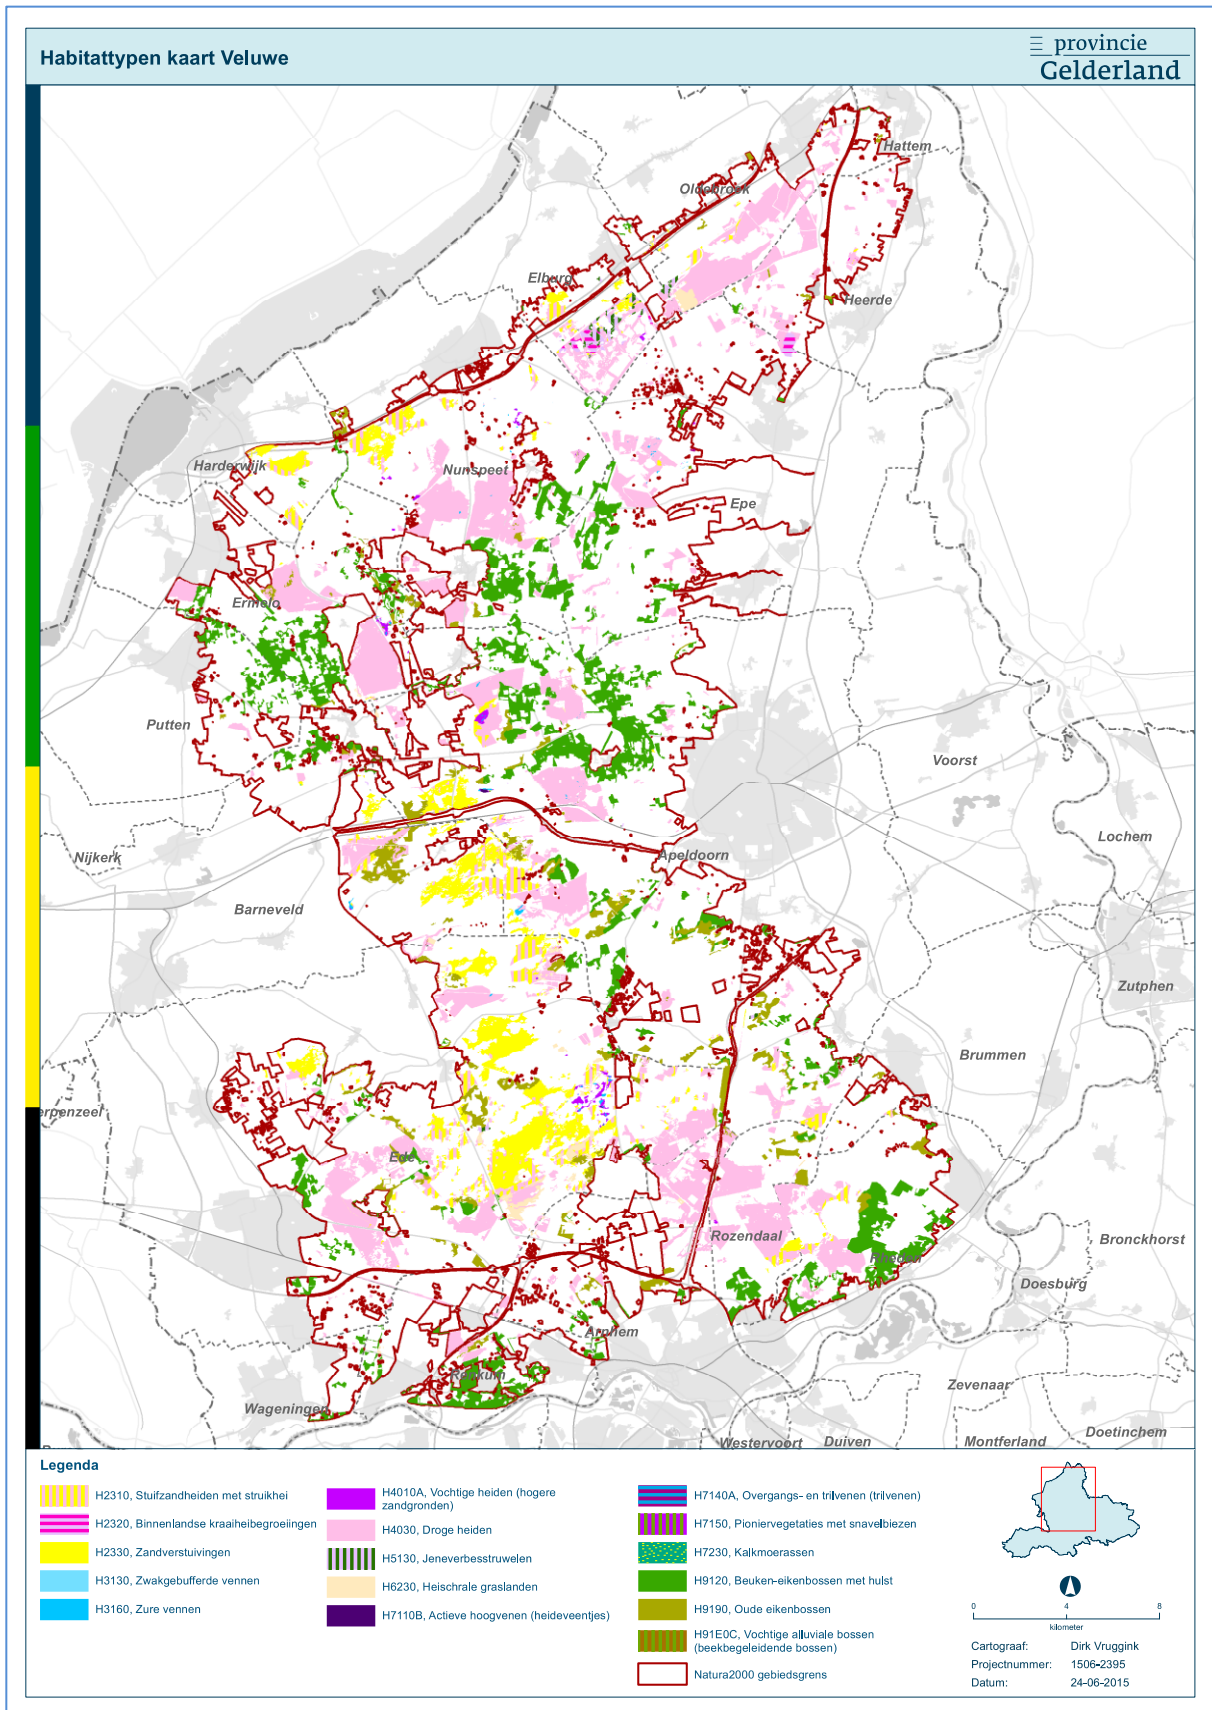 Habitattypen kaart Veluwe
provincie
Gelderland
Hattem
Oldebroek
Elburg
Heerde
Harderwijk
Nunspeet
Epe
Ermelo
Putten
Voorst
Lochem
Nijkerk
Apeldoorn
Barneveld
Zutphen
Brummen
erpenzeel
Ede
Rozendaal
Bronckhorst
Rheden
Doesburg
Arnhem
Renkum
Zevenaar
Wageningen
Doetinchem
Westervoort
Duiven
Montferland
Legenda
H2310, Stuifzandheiden met struikhei
H2320, Binnenlandse kraaiheibegroeiingen
H2330, Zandverstuivingen
H3130, Zwakgebufferde vennen
H3160, Zure vennen
H4010A, Vochtige heiden (hogere
zandgronden)
H4030, Droge heiden
H5130, Jeneverbesstruwelen
H6230, Heischrale graslanden
H7110B, Actieve hoogvenen (heideveentjes)
H7140A, Overgangs- en trilvenen (trilvenen)
H7150, Pioniervegetaties met snavelbiezen
H7230, Kalkmoerassen
H9120, Beuken-eikenbossen met hulst
H9190, Oude eikenbossen
H91E0C, Vochtige alluviale bossen
(beekbegeleidende bossen)
Natura2000 gebiedsgrens
0 4 8
kilometer
Cartograaf: Dirk Vruggink
Projectnummer: 1506-2395
Datum: 24-06-2015